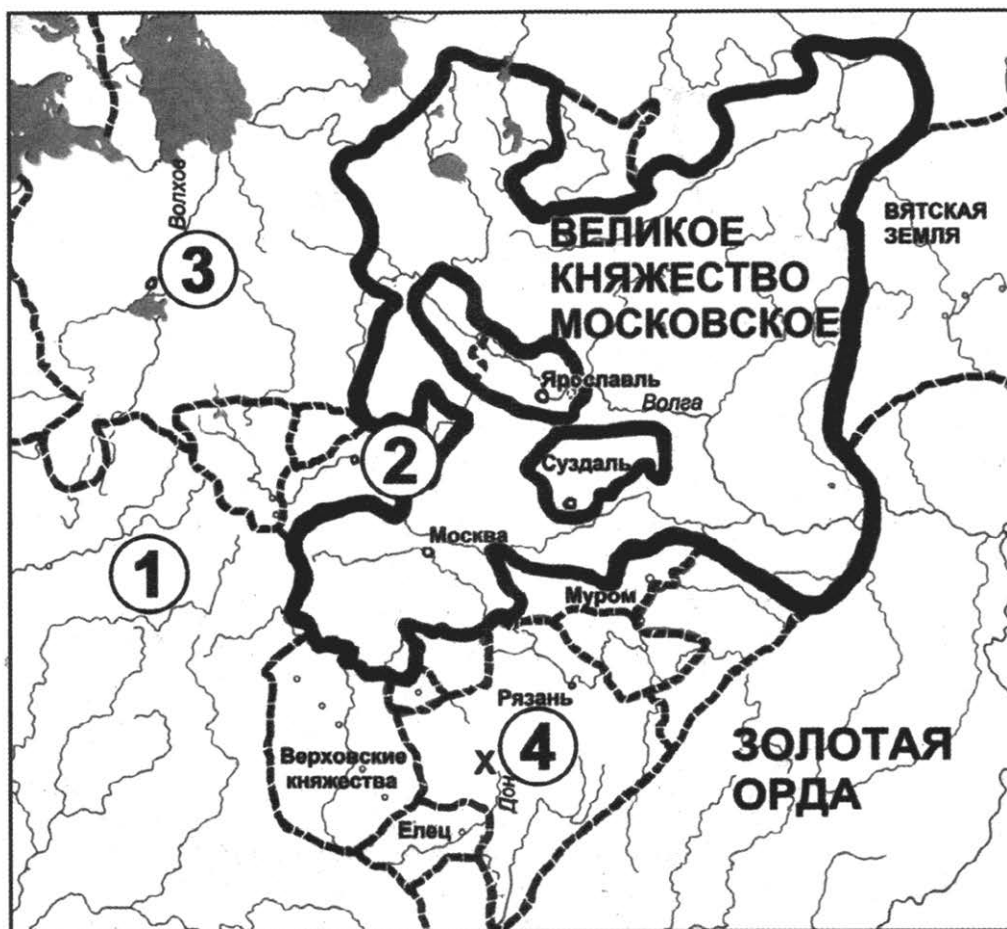 Волхов
3
ВЕЛИКОЕ
КНЯЖЕСТВО
МОСКОВСКОЕ
ВЯТСКАЯ
ЗЕМЛЯ
Ярославль
Волга
2
Суздаль
Москва
1
Муром
Рязань
4
Х
Дон
Верховские
княжества
Елец
ЗОЛОТАЯ
ОРДА